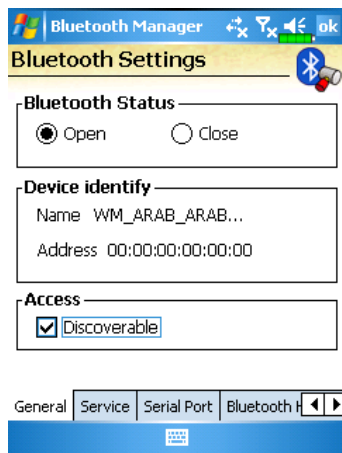 Bluetooth Manager ok
Bluetooth Settings
Bluetooth Status
Open Close
Device identify
Name WM_ARAB_ARAB...
Address 00:00:00:00:00:00
Access
Discoverable
General Service Serial Port Bluetooth H